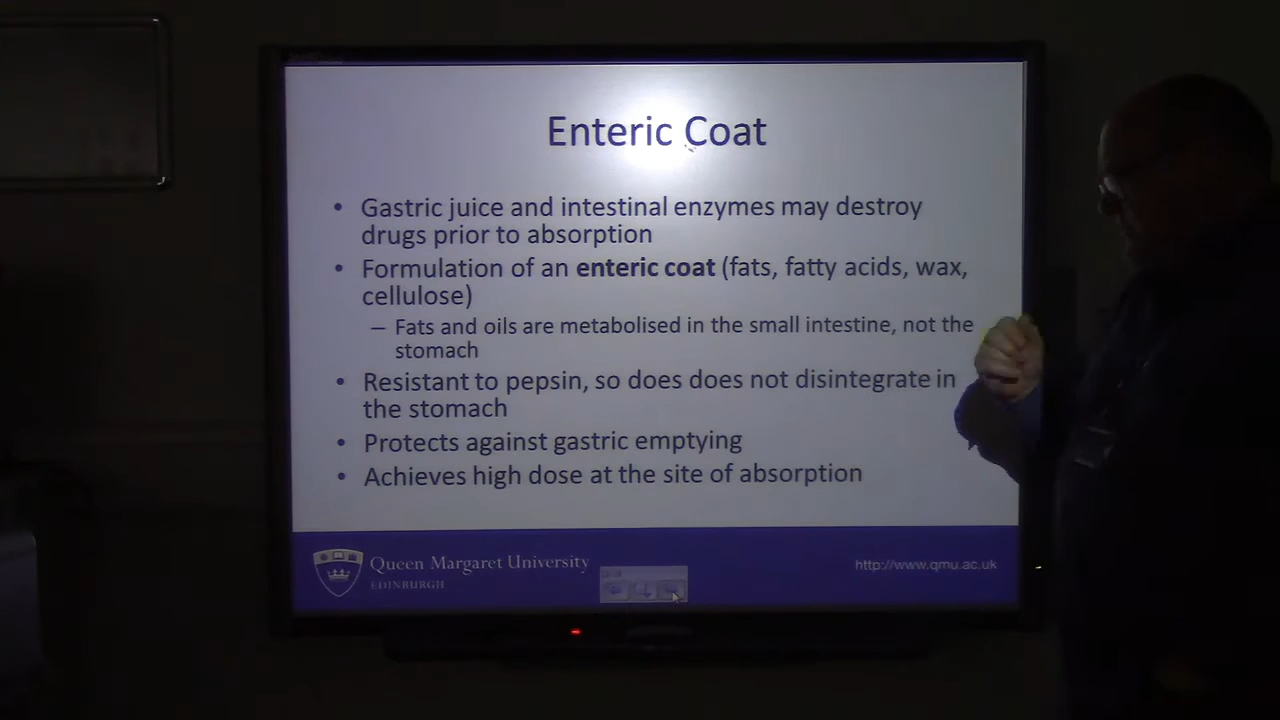 Enteric Coat
• Gastric juice and intestinal enzymes may destroy
drugs prior to absorption
• Formulation of an enteric coat (fats, fatty acids, wax,
cellulose)
– Fats and oils are metabolised in the small intestine, not the
stomach
• Resistant to pepsin, so does does not disintegrate in
the stomach
• Protects against gastric emptying
• Achieves high dose at the site of absorption
Queen Margaret University
EDINBURGH
http://www.qmu.ac.uk